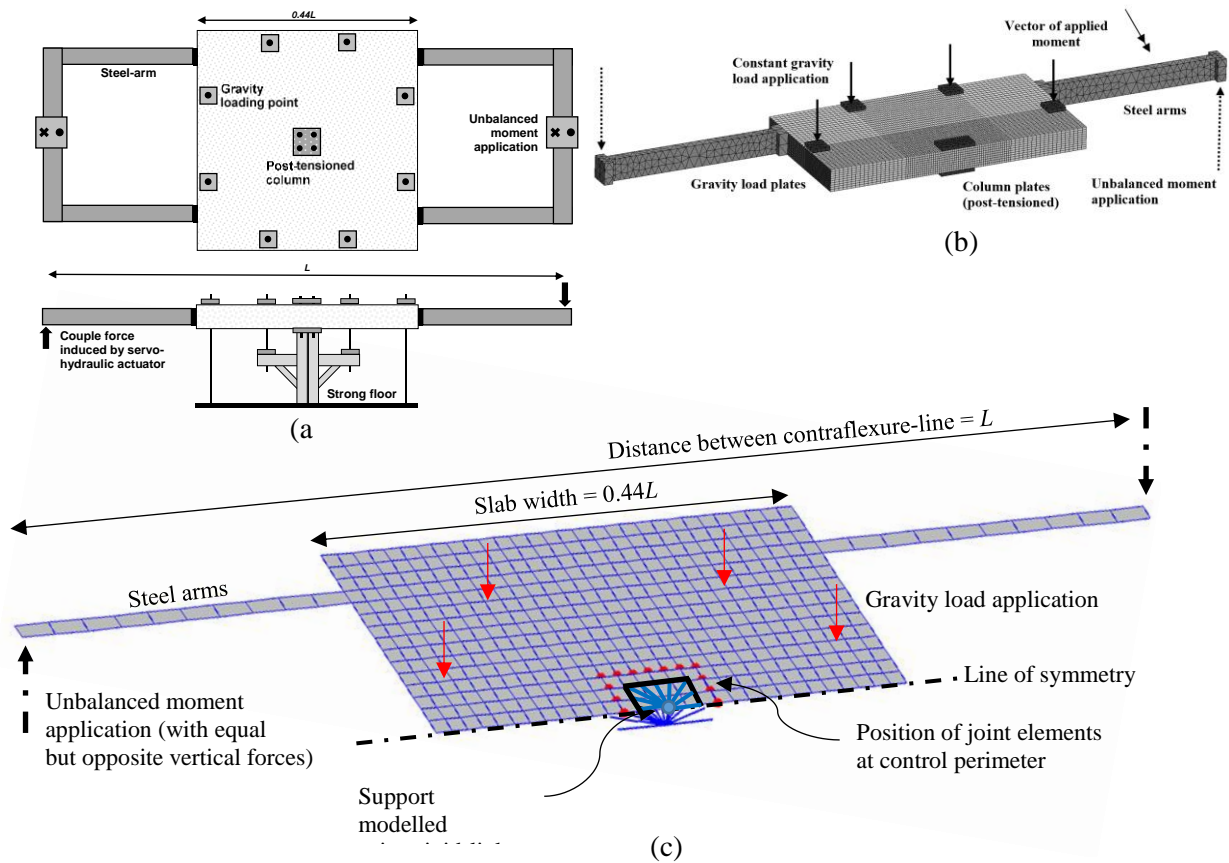 0.44L
Steel-arm
Gravity
loading point
Unbalanced
moment
application
Post-tensioned
column
L
Couple force
induced by servo-
hydraulic actuator
Strong floor
(a
Vector of applied
moment
Constant gravity
load application
Steel arms
Gravity load plates
Column plates
(post-tensioned)
Unbalanced moment
application
(b)
Distance between contraflexure-line = L
Slab width = 0.44L
Steel arms
Gravity load application
Line of symmetry
Unbalanced moment
application (with equal
but opposite vertical forces)
Position of joint elements
at control perimeter
Support
modelled
(c)